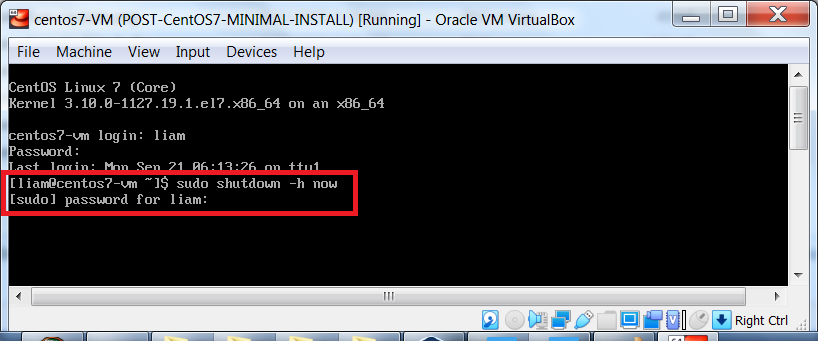 centos7-VM (POST-CentOS7-MINIMAL-INSTALL) [Running] - Oracle VM VirtualBox
File Machine View Input Devices Help
CentOS Linux 7 (Core)
Kernel 3.10.0-1127.19.1.el7.x86_64 on an x86_64
centos7-vm login: liam
Password:
Last login: Mon Sep 21 06:13:26 on tty1
[liam@centos7-vm ~]$ sudo shutdown -h now
[sudo] password for liam:
Right Ctrl